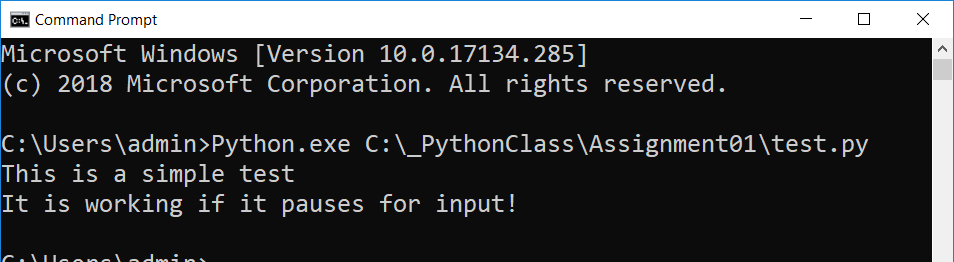 Command Prompt
Microsoft Windows [Version 10.0.17134.285]
(c) 2018 Microsoft Corporation. All rights reserved.
C:\Users\admin>Python.exe C:\_PythonClass\Assignment01\test.py
This is a simple test
It is working if it pauses for input!
C:\Users\admin>